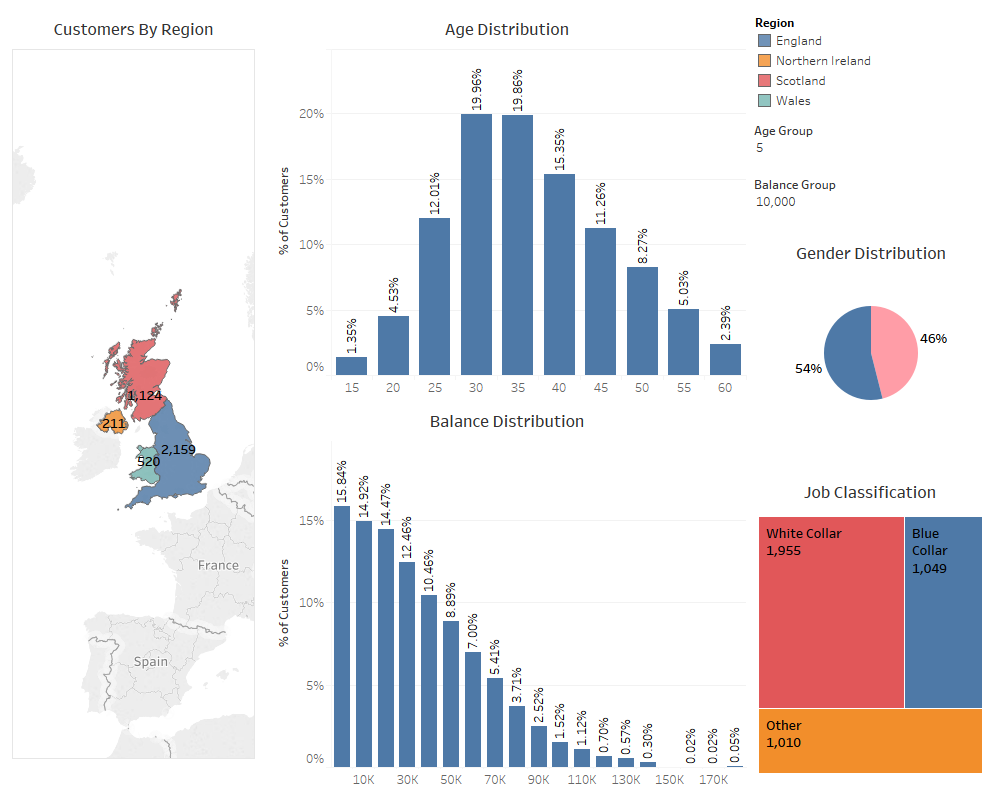 Customers By Region
1,124
211
2,159
520
France
Spain
Age Distribution
% of Customers
20%
15%
10%
5%
0%
1.35%
4.53%
12.01%
19.96%
19.86%
15.35%
11.26%
8.27%
5.03%
2.39%
15 20 25 30 35 40 45 50 55 60
Balance Distribution
% of Customers
15%
10%
5%
0%
15.84%
14.92%
14.47%
12.46%
10.46%
8.89%
7.00%
5.41%
3.71%
2.52%
1.52%
1.12%
0.70%
0.57%
0.30%
0.02%
0.02%
0.05%
10K 30K 50K 70K 90K 110K 130K 150K 170K
Region
England
Northern Ireland
Scotland
Wales
Age Group
5
Balance Group
10,000
Gender Distribution
46%
54%
Job Classification
White Collar
1,955
Blue
Collar
1,049
Other
1,010